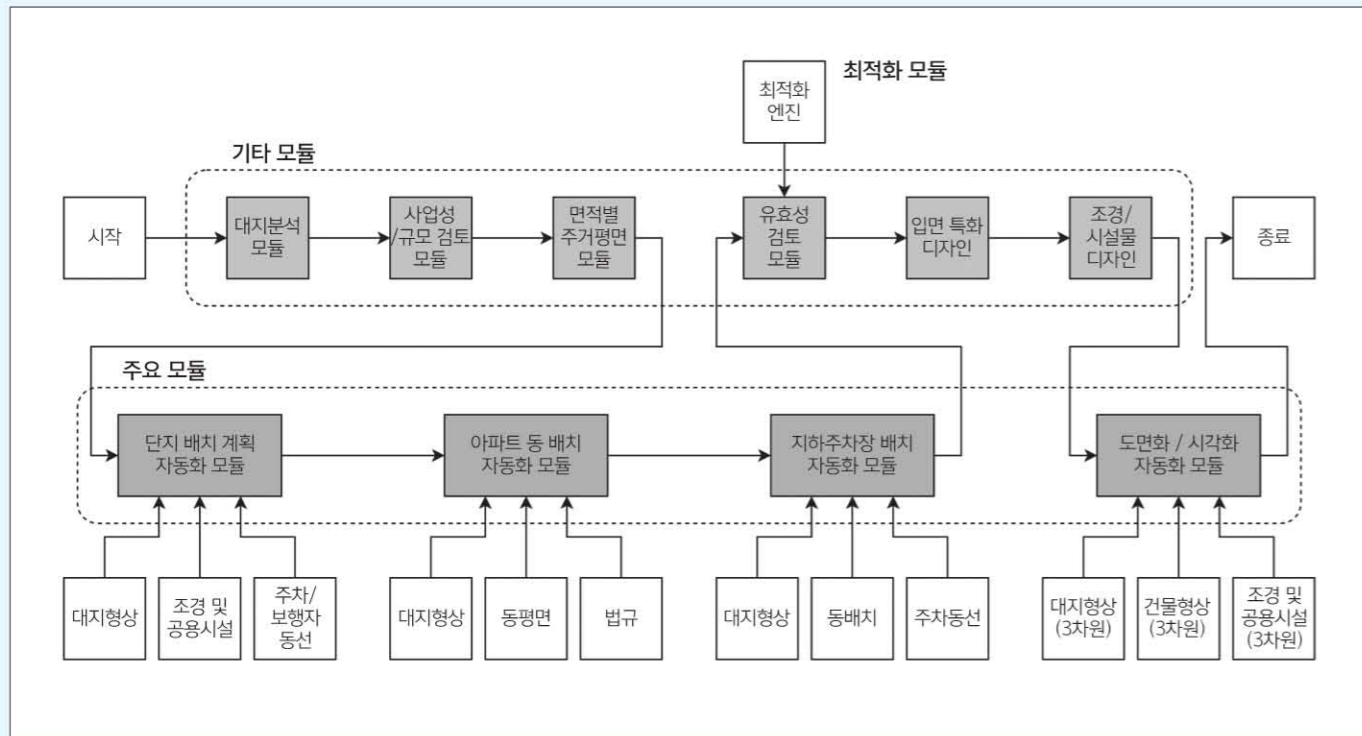 최적화 모듈
최적화
엔진
기타 모듈
시작
대지분석
모듈
사업성
/규모 검토
모듈
면적별
주거평면
모듈
유효성
검토
모듈
입면 특화
디자인
조경/
시설물
디자인
종료
주요 모듈
단지 배치 계획
자동화 모듈
아파트 동 배치
자동화 모듈
지하주차장 배치
자동화 모듈
도면화 / 시각화
자동화 모듈
대지형상
조경 및
공용시설
주차/
보행자
동선
대지형상
동평면
법규
대지형상
동배치
주차동선
대지형상
(3차원)
건물형상
(3차원)
조경 및
공용시설
(3차원)